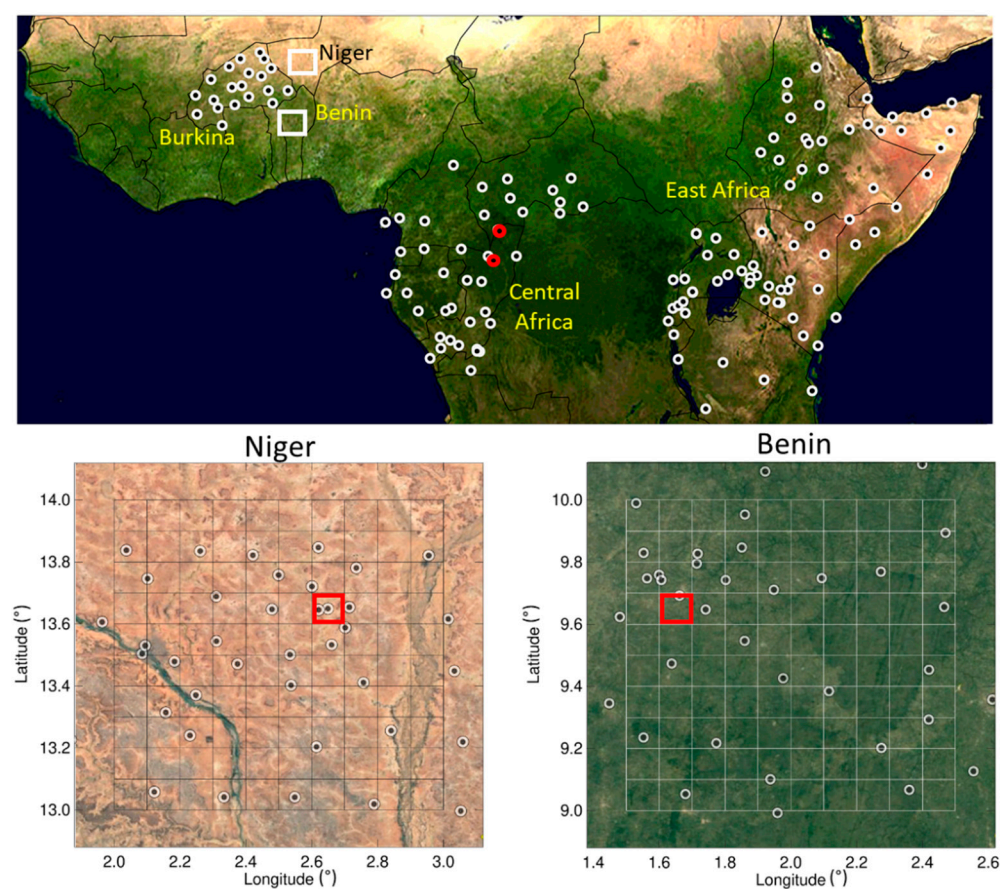 Niger
Benin
Burkina
East Africa
Central
Africa
Niger
Benin
14.0
13.8
13.6
13.4
13.2
13.0
Latitude (°)
2.0
2.2
2.4
2.6
2.8
3.0
Longitude (°)
10.0
9.8
9.6
9.4
9.2
9.0
Latitude (°)
1.4
1.6
1.8
2.0
2.2
2.4
2.6
Longitude (°)